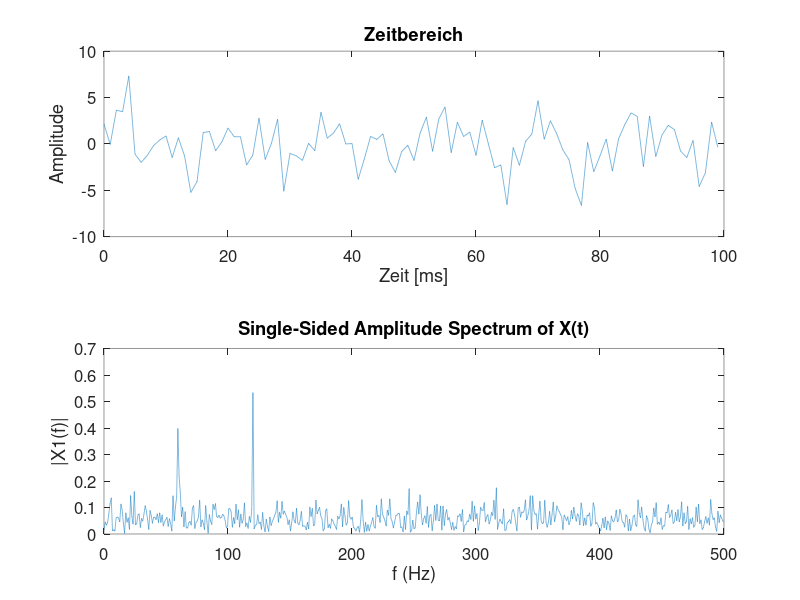 Zeitbereich
10
5
0
-5
-10
Amplitude
0 20 40 60 80 100
Zeit [ms]
Single-Sided Amplitude Spectrum of X(t)
0.7
0.6
0.5
0.4
0.3
0.2
0.1
0
|X1(f)|
0 100 200 300 400 500
f (Hz)